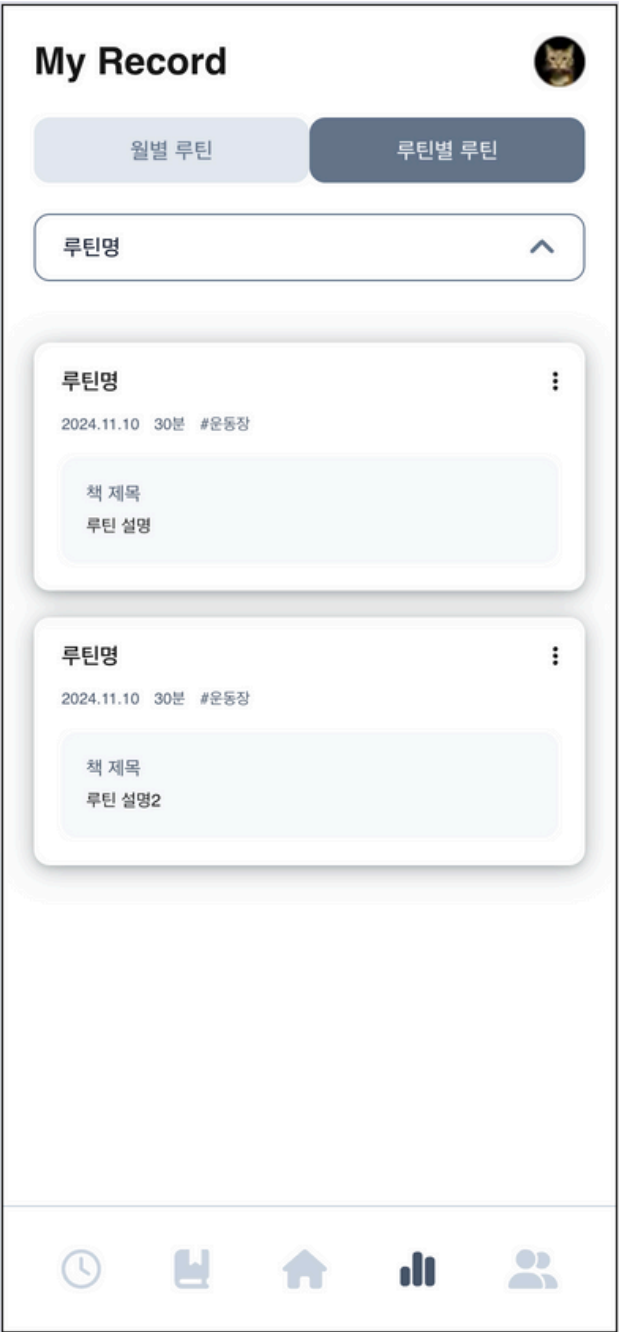 My Record
월별 루틴 루틴별 루틴
루틴명
루틴명
2024.11.10 30분 #운동장
책 제목
루틴 설명
루틴명
2024.11.10 30분 #운동장
책 제목
루틴 설명2